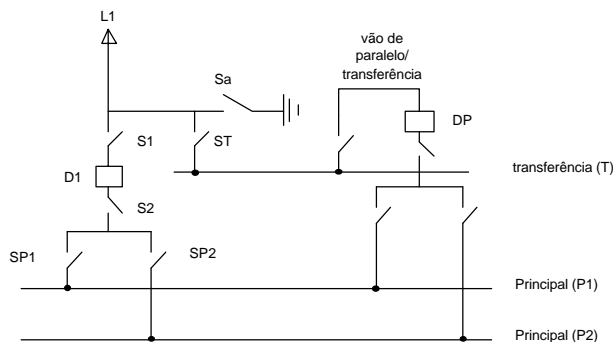 L1
vão de
paralelo/
transferência
Sa
DP
S1
ST
D1
transferência (T)
S2
SP1
SP2
Principal (P1)
Principal (P2)